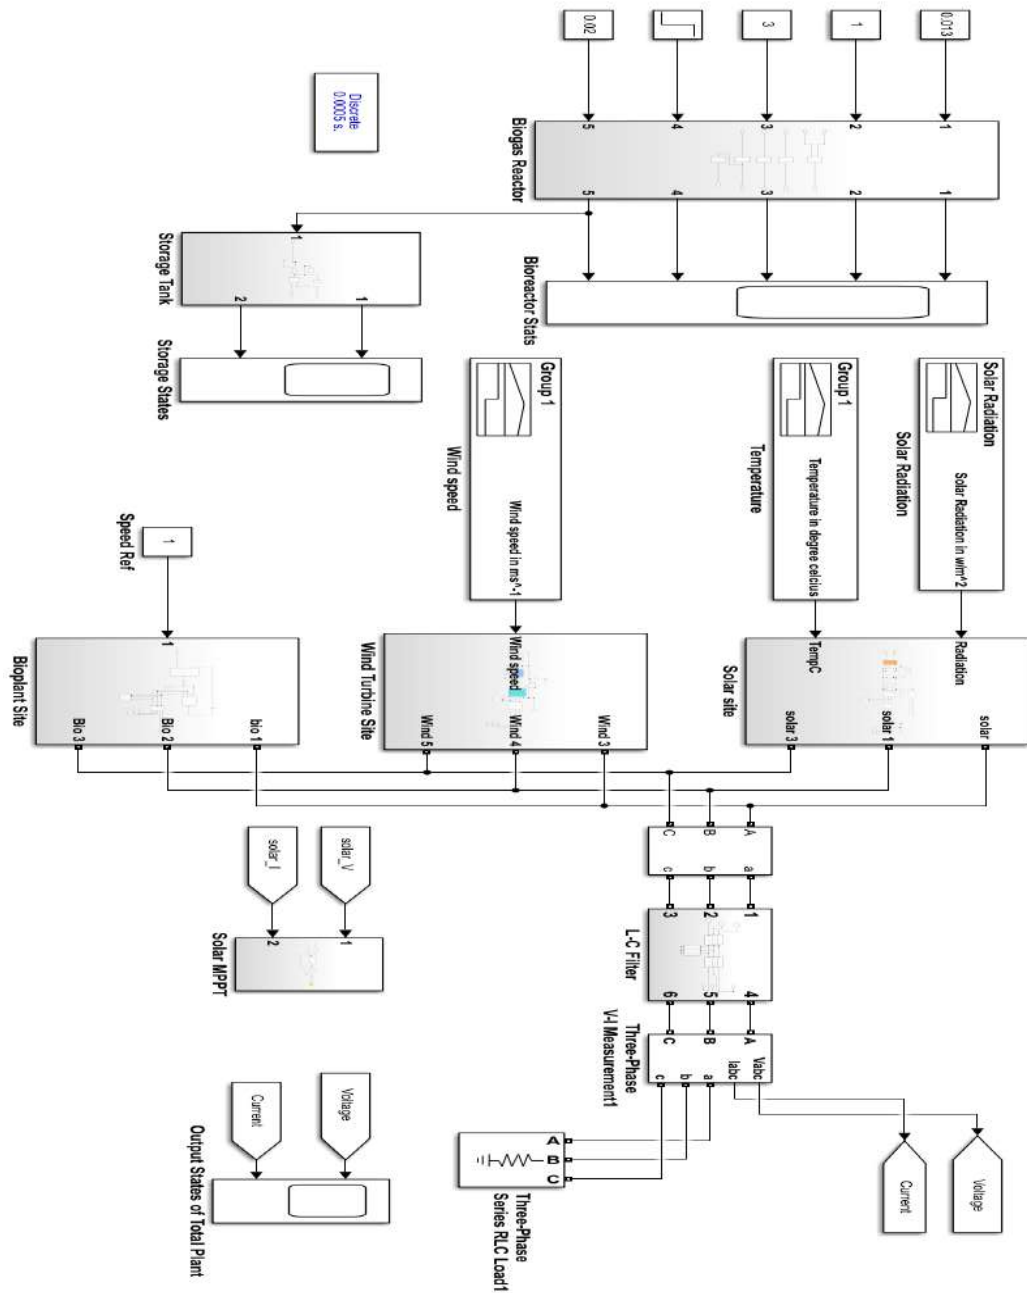 0.013
1
3
0.02
1
2
3
4
5
1
2
3
4
5
Biogas Reactor
Bioreactor Stats
Discrete
0.0005 s.
1
1
2
Storage Tank
Storage States
Solar Radiation
Solar Radiation in w/m^2
Solar Radiation
Group 1
Temperature in degree celcius
Temperature
Group 1
Wind speed in ms^-1
Wind speed
1
Speed Ref
Radiation
TempC
solar
solar 1
solar 3
Solar site
Wind speed
Wind 3
Wind 4
Wind 5
Wind Turbine Site
1
bio 1
Bio 2
Bio 3
Bioplant Site
A
B
C
a
b
c
1
2
3
4
5
6
L-C Filter
A
B
C
Vabc
Iabc
a
b
c
Three-Phase
V-I Measurement1
Voltage
Current
A
B
C
Three-Phase
Series RLC Load1
solar_V
solar_I
1
2
Solar MPPT
Voltage
Current
Output States of Total Plant